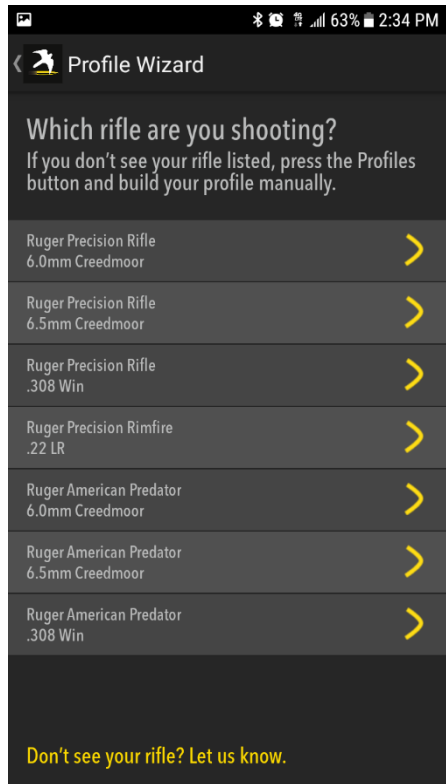 63% 2:34 PM
Profile Wizard
Which rifle are you shooting?
If you don't see your rifle listed, press the Profiles
button and build your profile manually.
Ruger Precision Rifle
6.0mm Creedmoor
Ruger Precision Rifle
6.5mm Creedmoor
Ruger Precision Rifle
.308 Win
Ruger Precision Rimfire
.22 LR
Ruger American Predator
6.0mm Creedmoor
Ruger American Predator
6.5mm Creedmoor
Ruger American Predator
.308 Win
Don't see your rifle? Let us know.